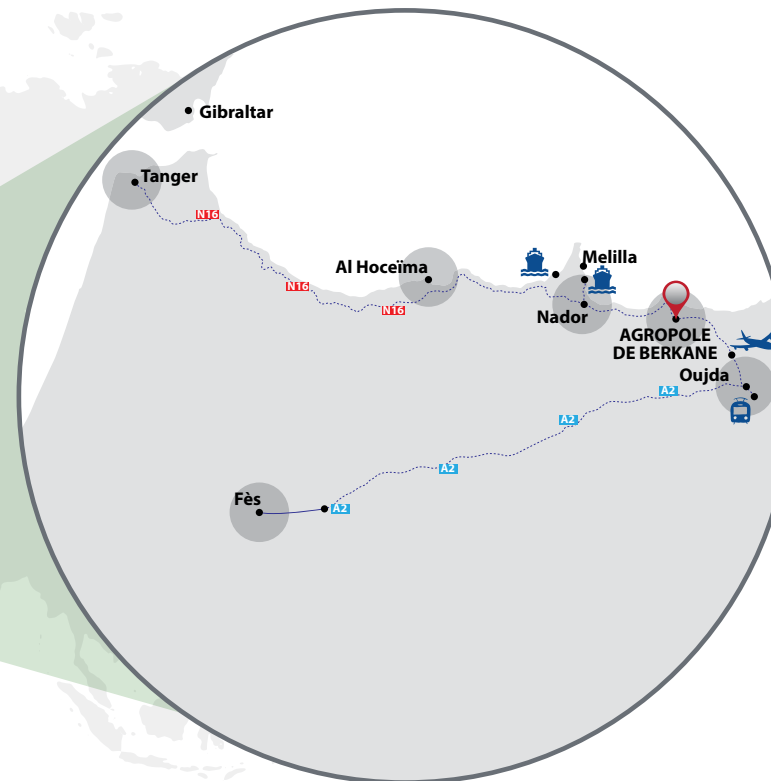 Gibraltar
Tanger
N16
Al Hoceïma
Melilla
N16
N16
Nador
AGROPOLE
DE BERKANE
Oujda
A2
A2
A2
Fès
A2